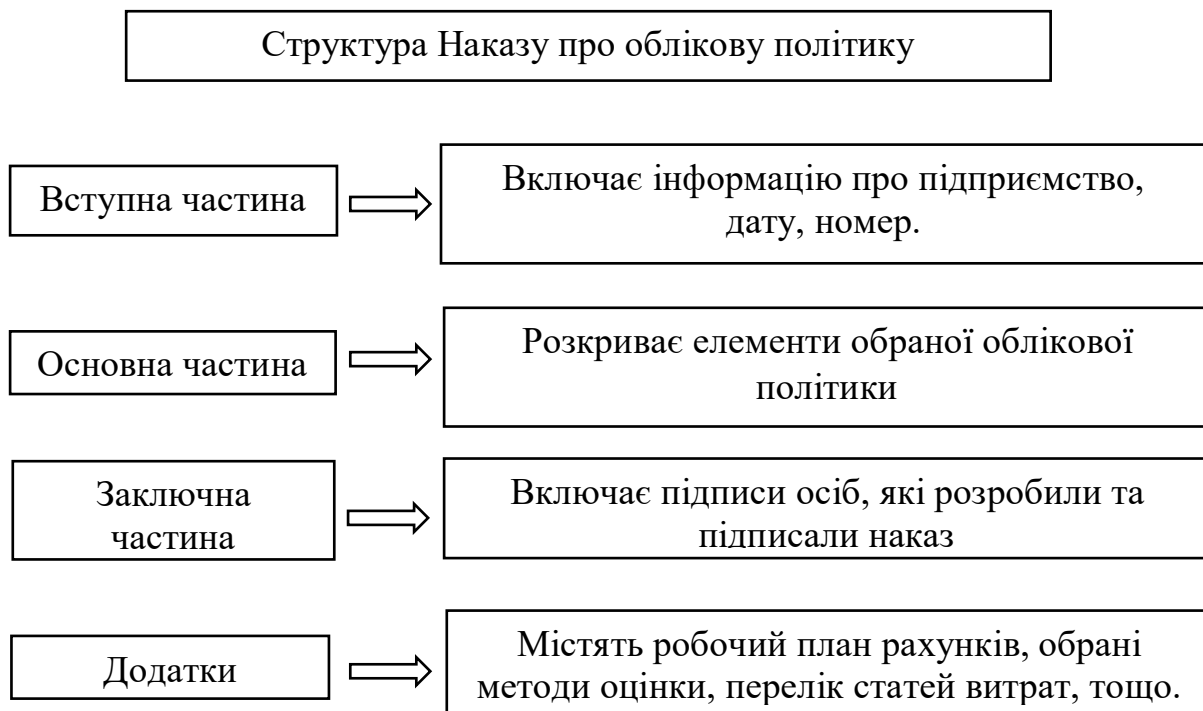 Структура Наказу про облікову політику
Вступна частина
Включає інформацію про підприємство,
дату, номер.
Основна частина
Розкриває елементи обраної облікової
політики
Заключна
частина
Включає підписи осіб, які розробили та
підписали наказ
Додатки
Містять робочий план рахунків, обрані
методи оцінки, перелік статей витрат, тощо.